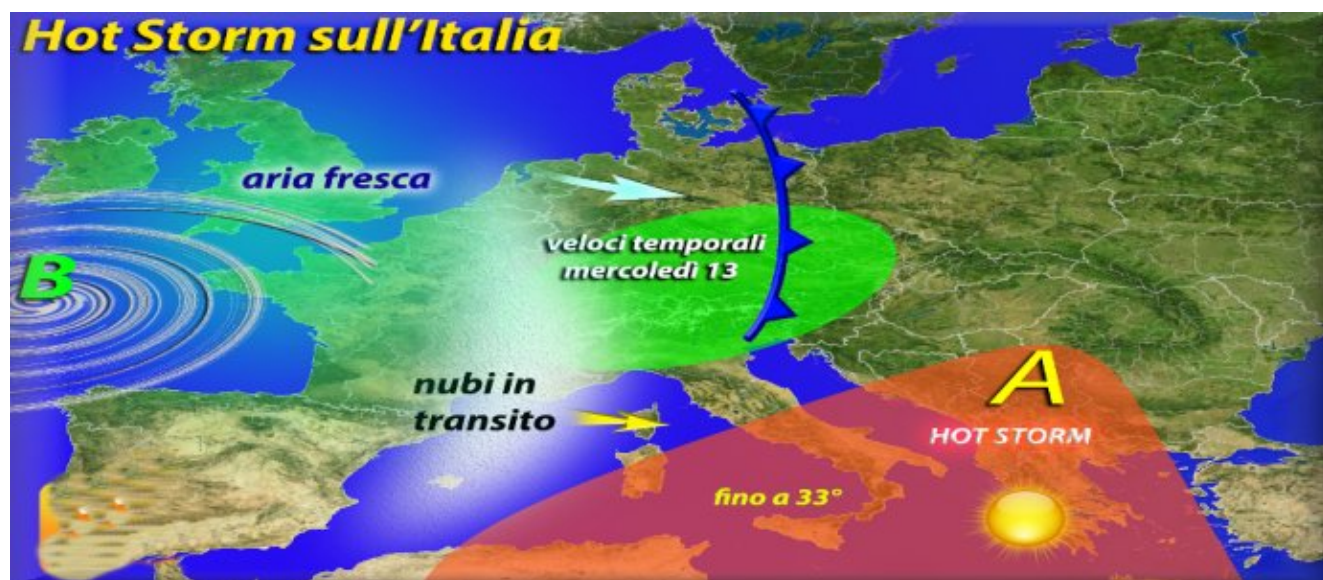 Hot Storm sull'Italia
aria fresca
veloci temporali
mercoledì 13
B
nubi in
transito
A
HOT STORM
fino a 33°